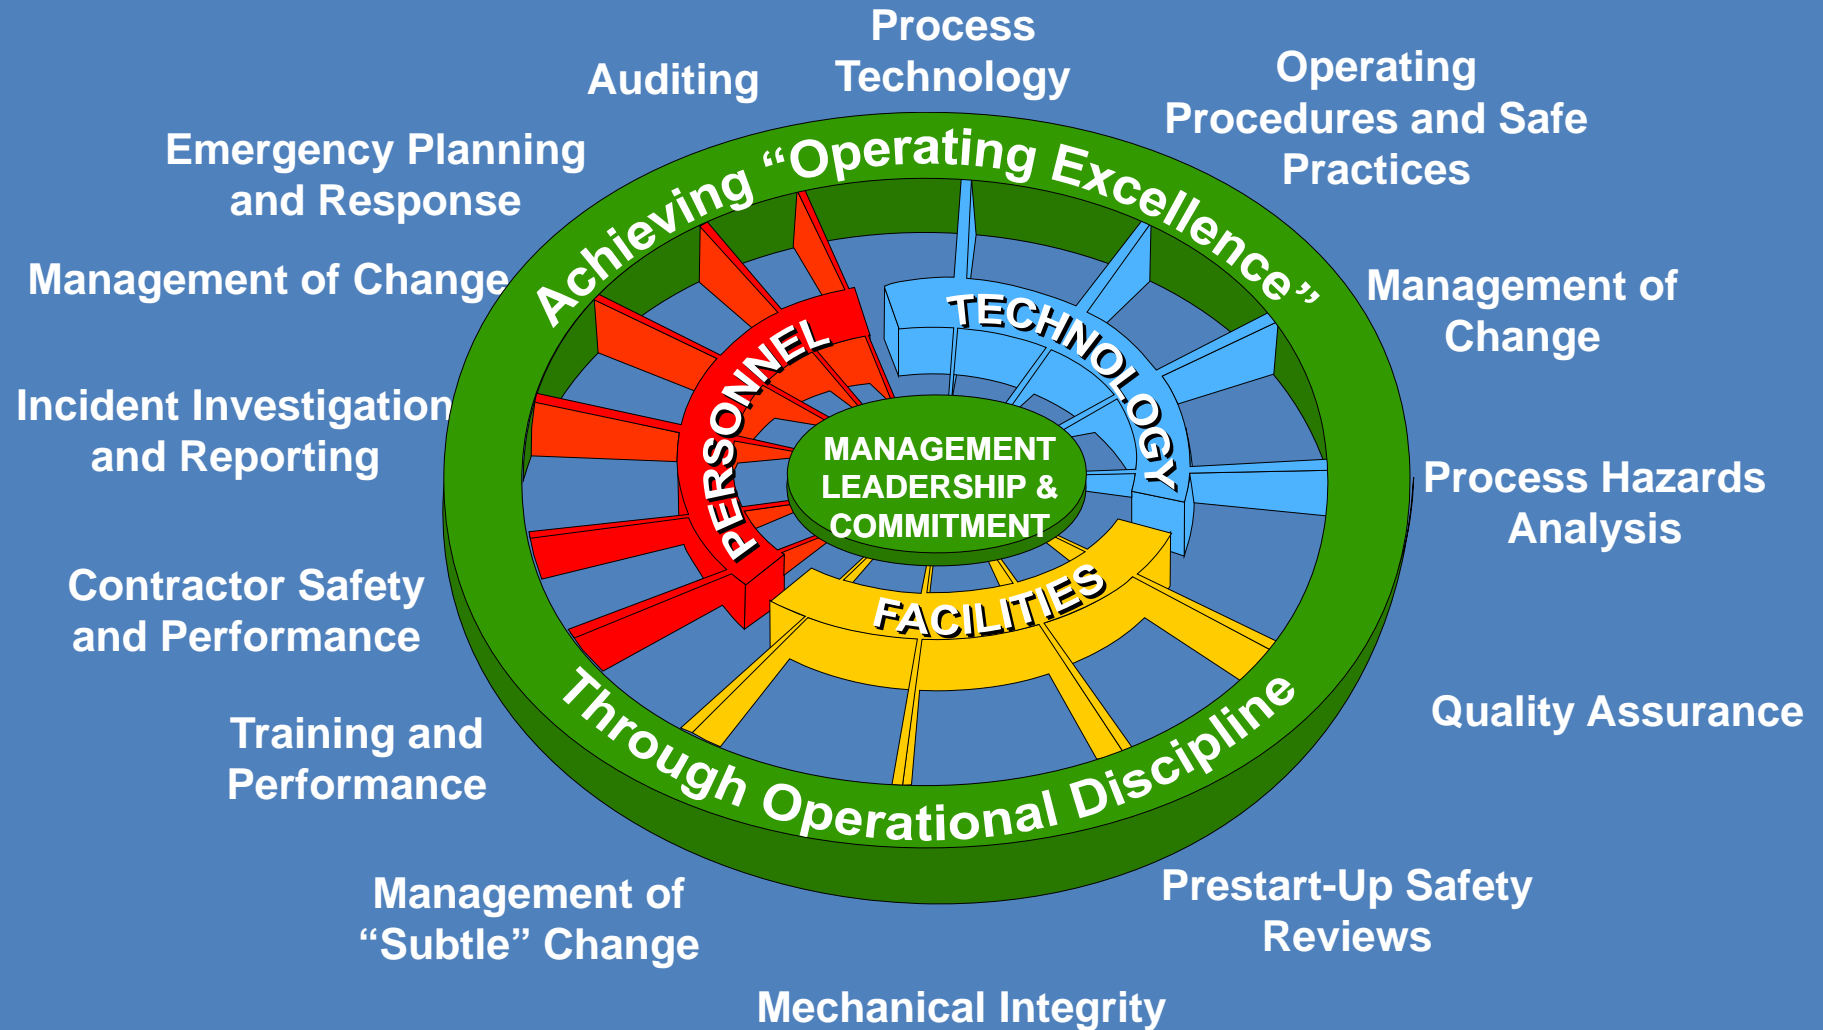 Process
Technology
Auditing
Operating
Procedures and Safe
Practices
Emergency Planning
and Response
Management of Change
Management of
Change
Incident Investigation
and Reporting
Process Hazards
Analysis
Contractor Safety
and Performance
Quality Assurance
Training and
Performance
Prestart-Up Safety
Reviews
Management of
“Subtle” Change
Mechanical Integrity
Achieving “Operating Excellence”
Through Operational Discipline
PERSONNEL
TECHNOLOGY
FACILITIES
MANAGEMENT
LEADERSHIP &
COMMITMENT